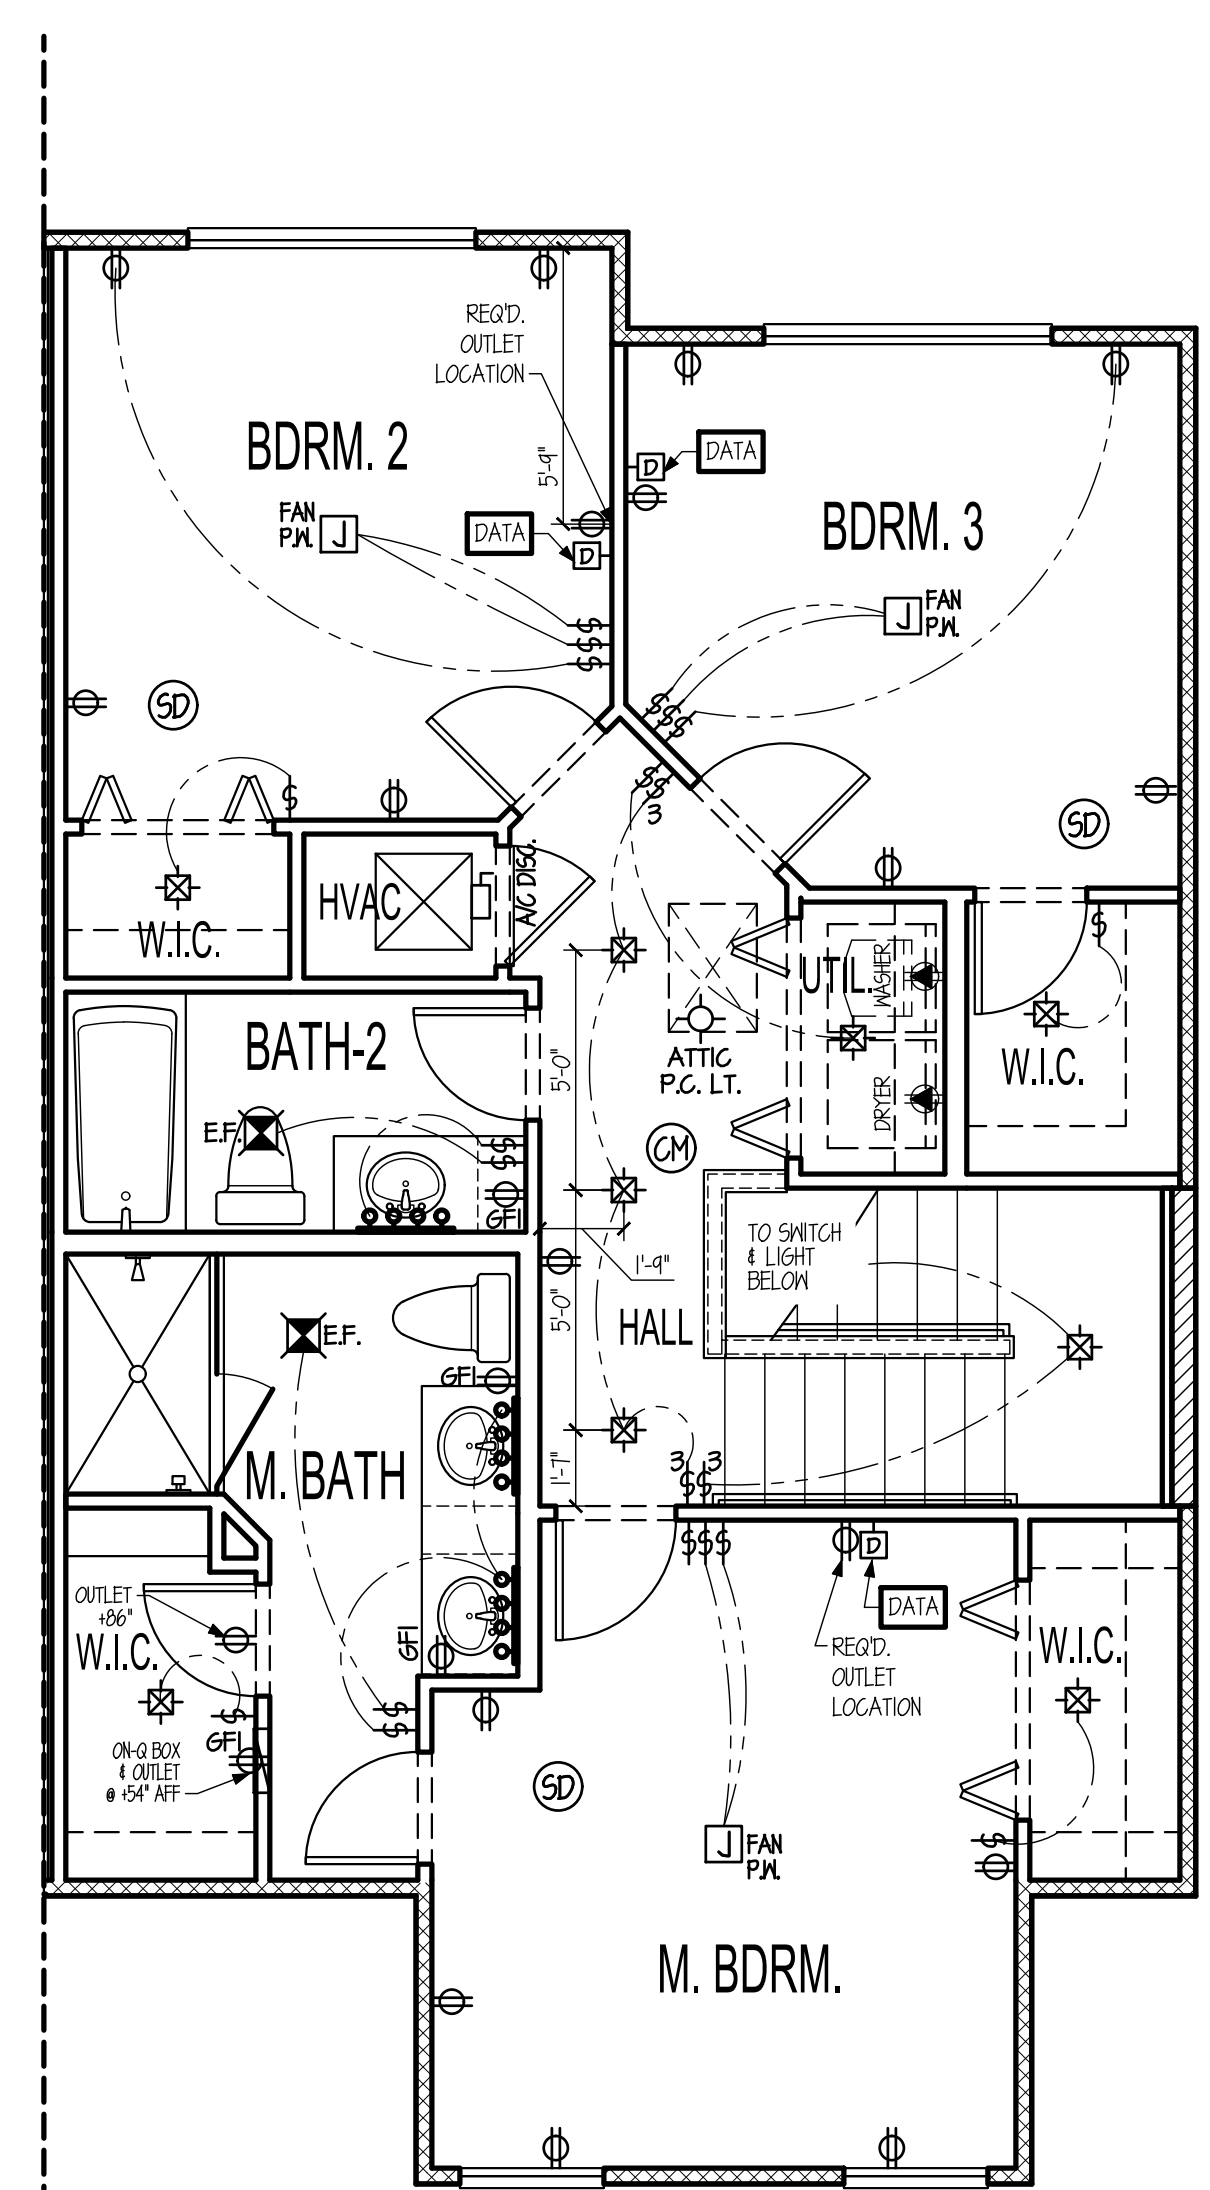 REQ'D.
OUTLET
LOCATION
BDRM. 2
5'-9"
DATA
D
FAN
P.W.
J
DATA
D
BDRM. 3
J
FAN
P.W.
$
$
$
$
$
$
SD
$
$
$
3
SD
HVAC
A/C DISC.
W.I.C.
UTIL.
WASHER
$
W.I.C.
BATH-2
5'-0"
ATTIC
P.C. LT.
DRYER
E.F.
$
$
GFI
CM
TO SWITCH
& LIGHT
BELOW
1'-9"
5'-0"
HALL
E.F.
GFI
M. BATH
1'-7"
3
3
$
$
$
$
$
D
DATA
REQ'D.
OUTLET
LOCATION
OUTLET
+86"
W.I.C.
GFI
W.I.C.
$
GFI
$
$
ON-Q BOX
& OUTLET
@ +54" AFF
SD
J
FAN
P.W.
$
M. BDRM.